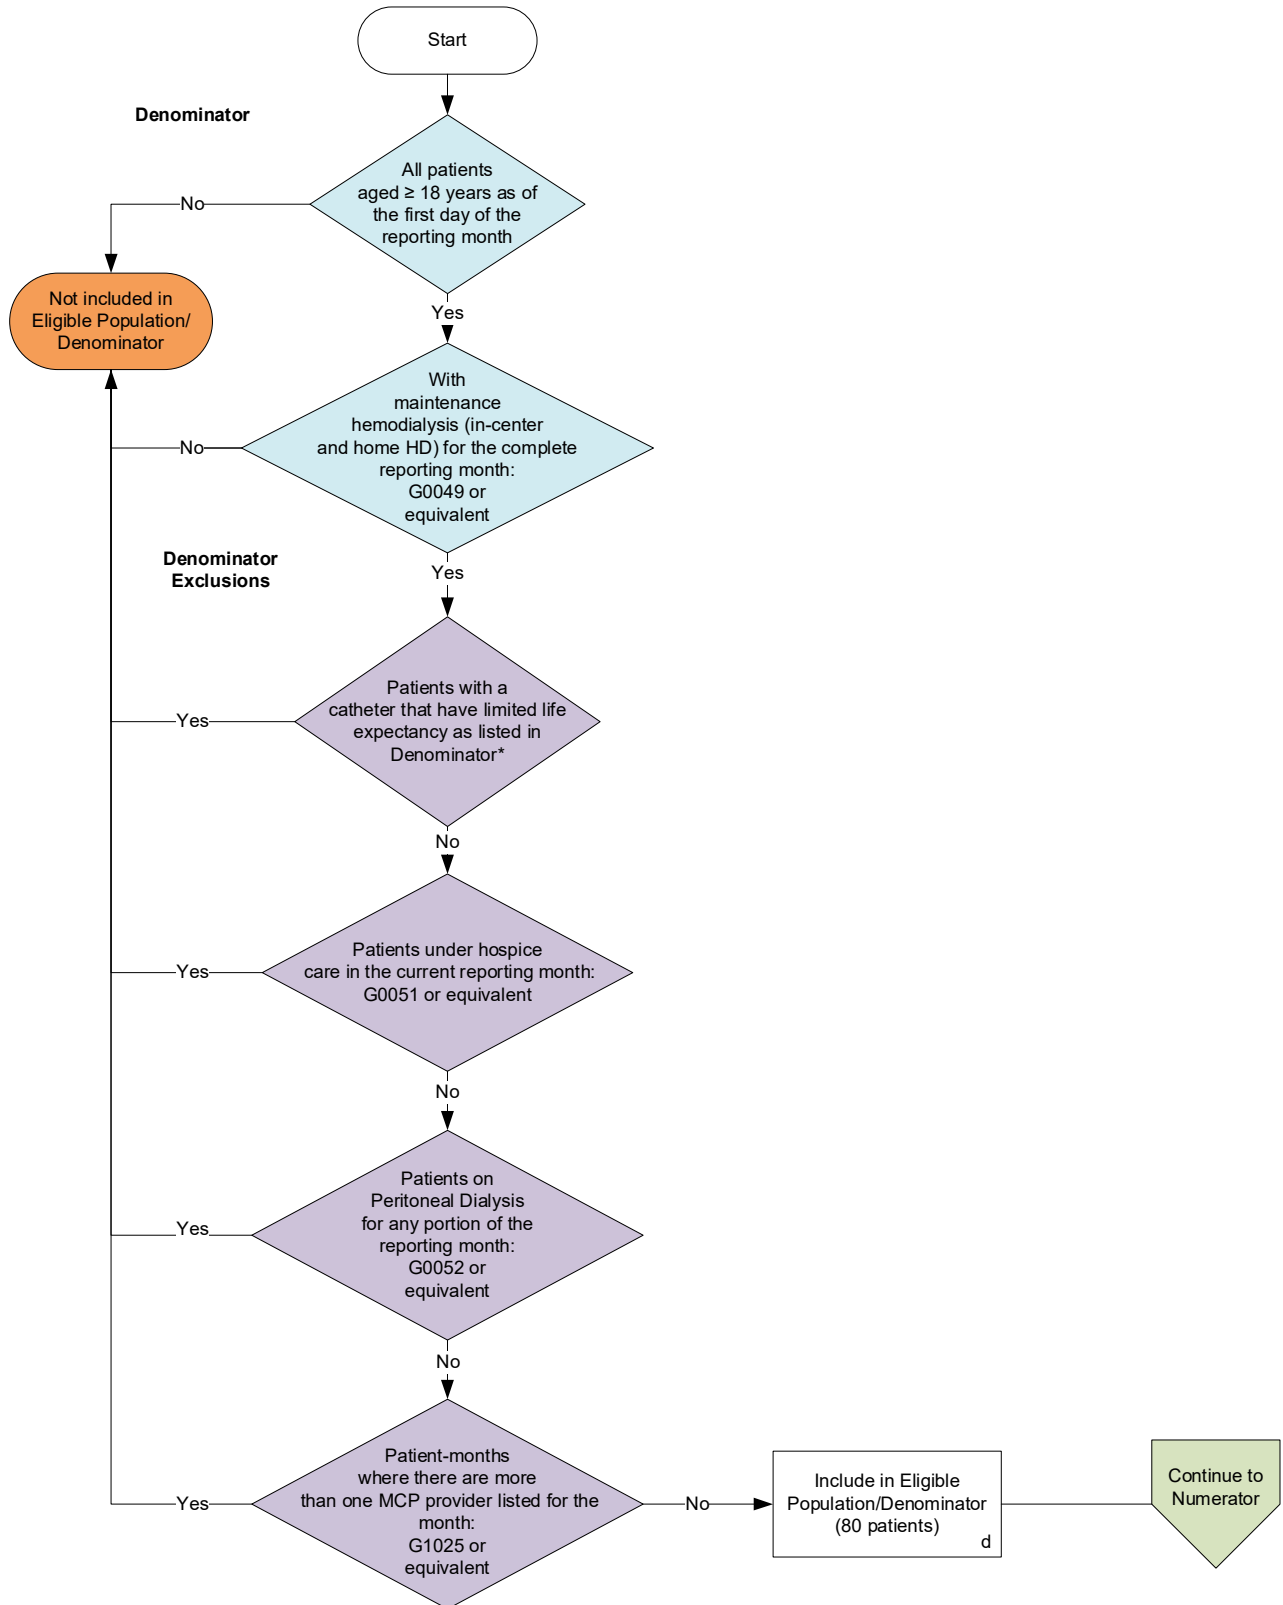 Start
Denominator
All patients
aged ≥ 18 years as of
the first day of the
reporting month
No
Not included in
Eligible Population/
Denominator
Yes
With
maintenance
hemodialysis (in-center
and home HD) for the complete
reporting month:
G0049 or
equivalent
No
Denominator
Exclusions
Yes
Patients with a
catheter that have limited life
expectancy as listed in
Denominator*
Yes
No
Patients under hospice
care in the current reporting month:
G0051 or equivalent
Yes
No
Patients on
Peritoneal Dialysis
for any portion of the
reporting month:
G0052 or
equivalent
Yes
No
Patient-months
where there are more
than one MCP provider listed for the
month:
G1025 or
equivalent
Yes
No
Include in Eligible
Population/Denominator
(80 patients)
d
Continue to
Numerator